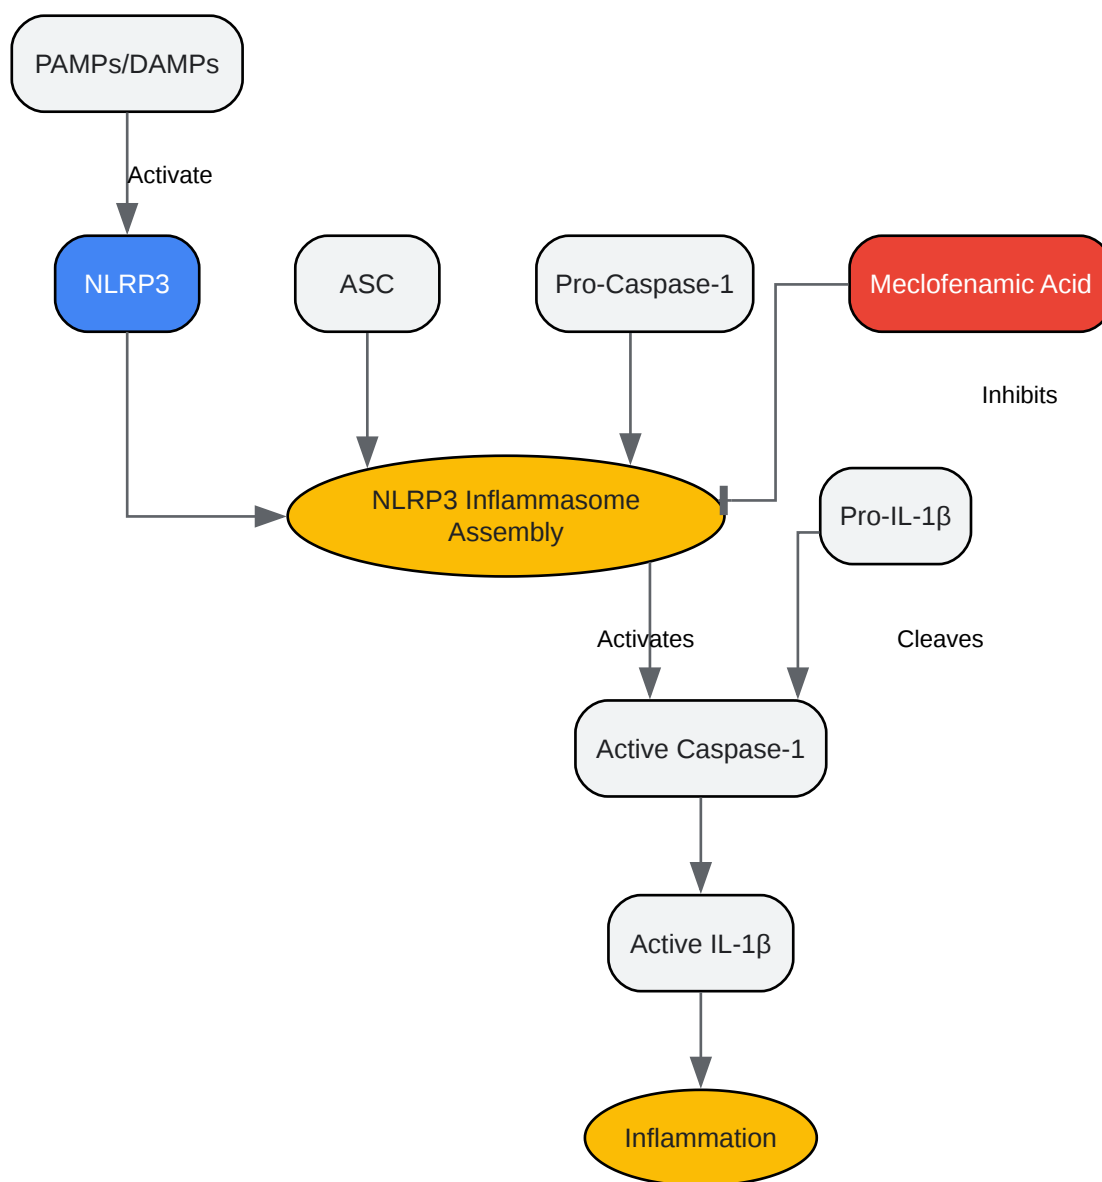 PAMPs/DAMPs
Activate
NLRP3
ASC
Pro-Caspase-1
Meclofenamic Acid
Inhibits
NLRP3 Inflammasome
Assembly
Pro-IL-1β
Activates
Cleaves
Active Caspase-1
Active IL-1β
Inflammation